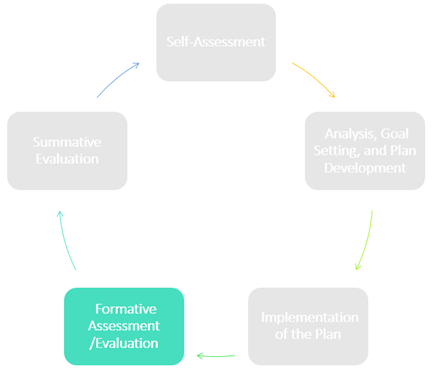 Self-Assessment
Analysis, Goal
Setting, and Plan
Development
Implementation
of the Plan
Formative
Assessment
/Evaluation
Summative
Evaluation